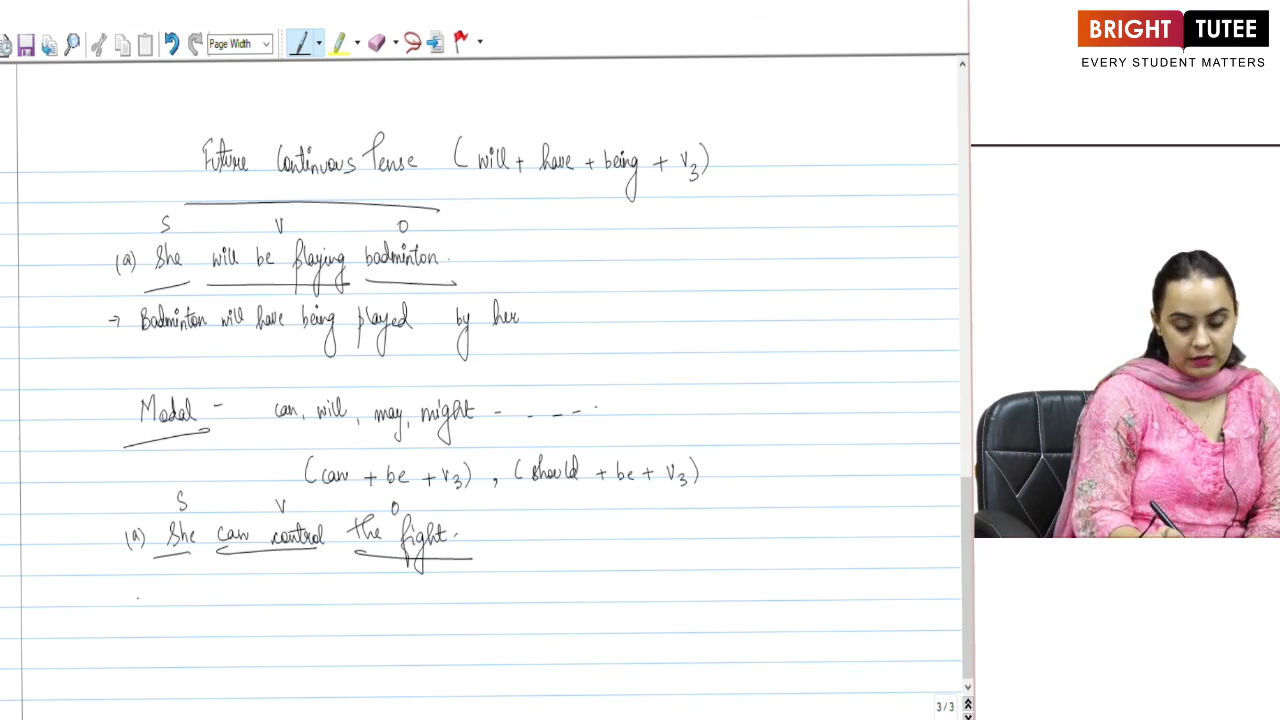 BRIGHT TUTEE
EVERY STUDENT MATTERS
Page Width
Future Continuous Tense (will + have + being + V3)
S V O
(a) She will be playing badminton.
→ Badminton will have being played by her
Modal - can, will, may, might - - - - -
(can + be + V3), (should + be + V3)
S V O
(a) She can control the fight.
3/3